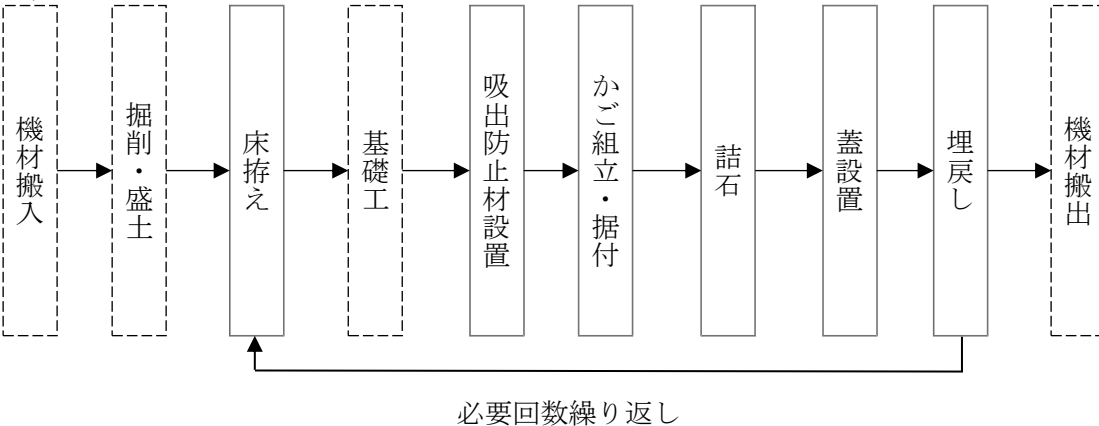 機材搬入
掘削・盛土
床拵え
基礎工
吸出防止材設置
かご組立・据付
詰石
蓋設置
埋戻し
機材搬出
必要回数繰り返し